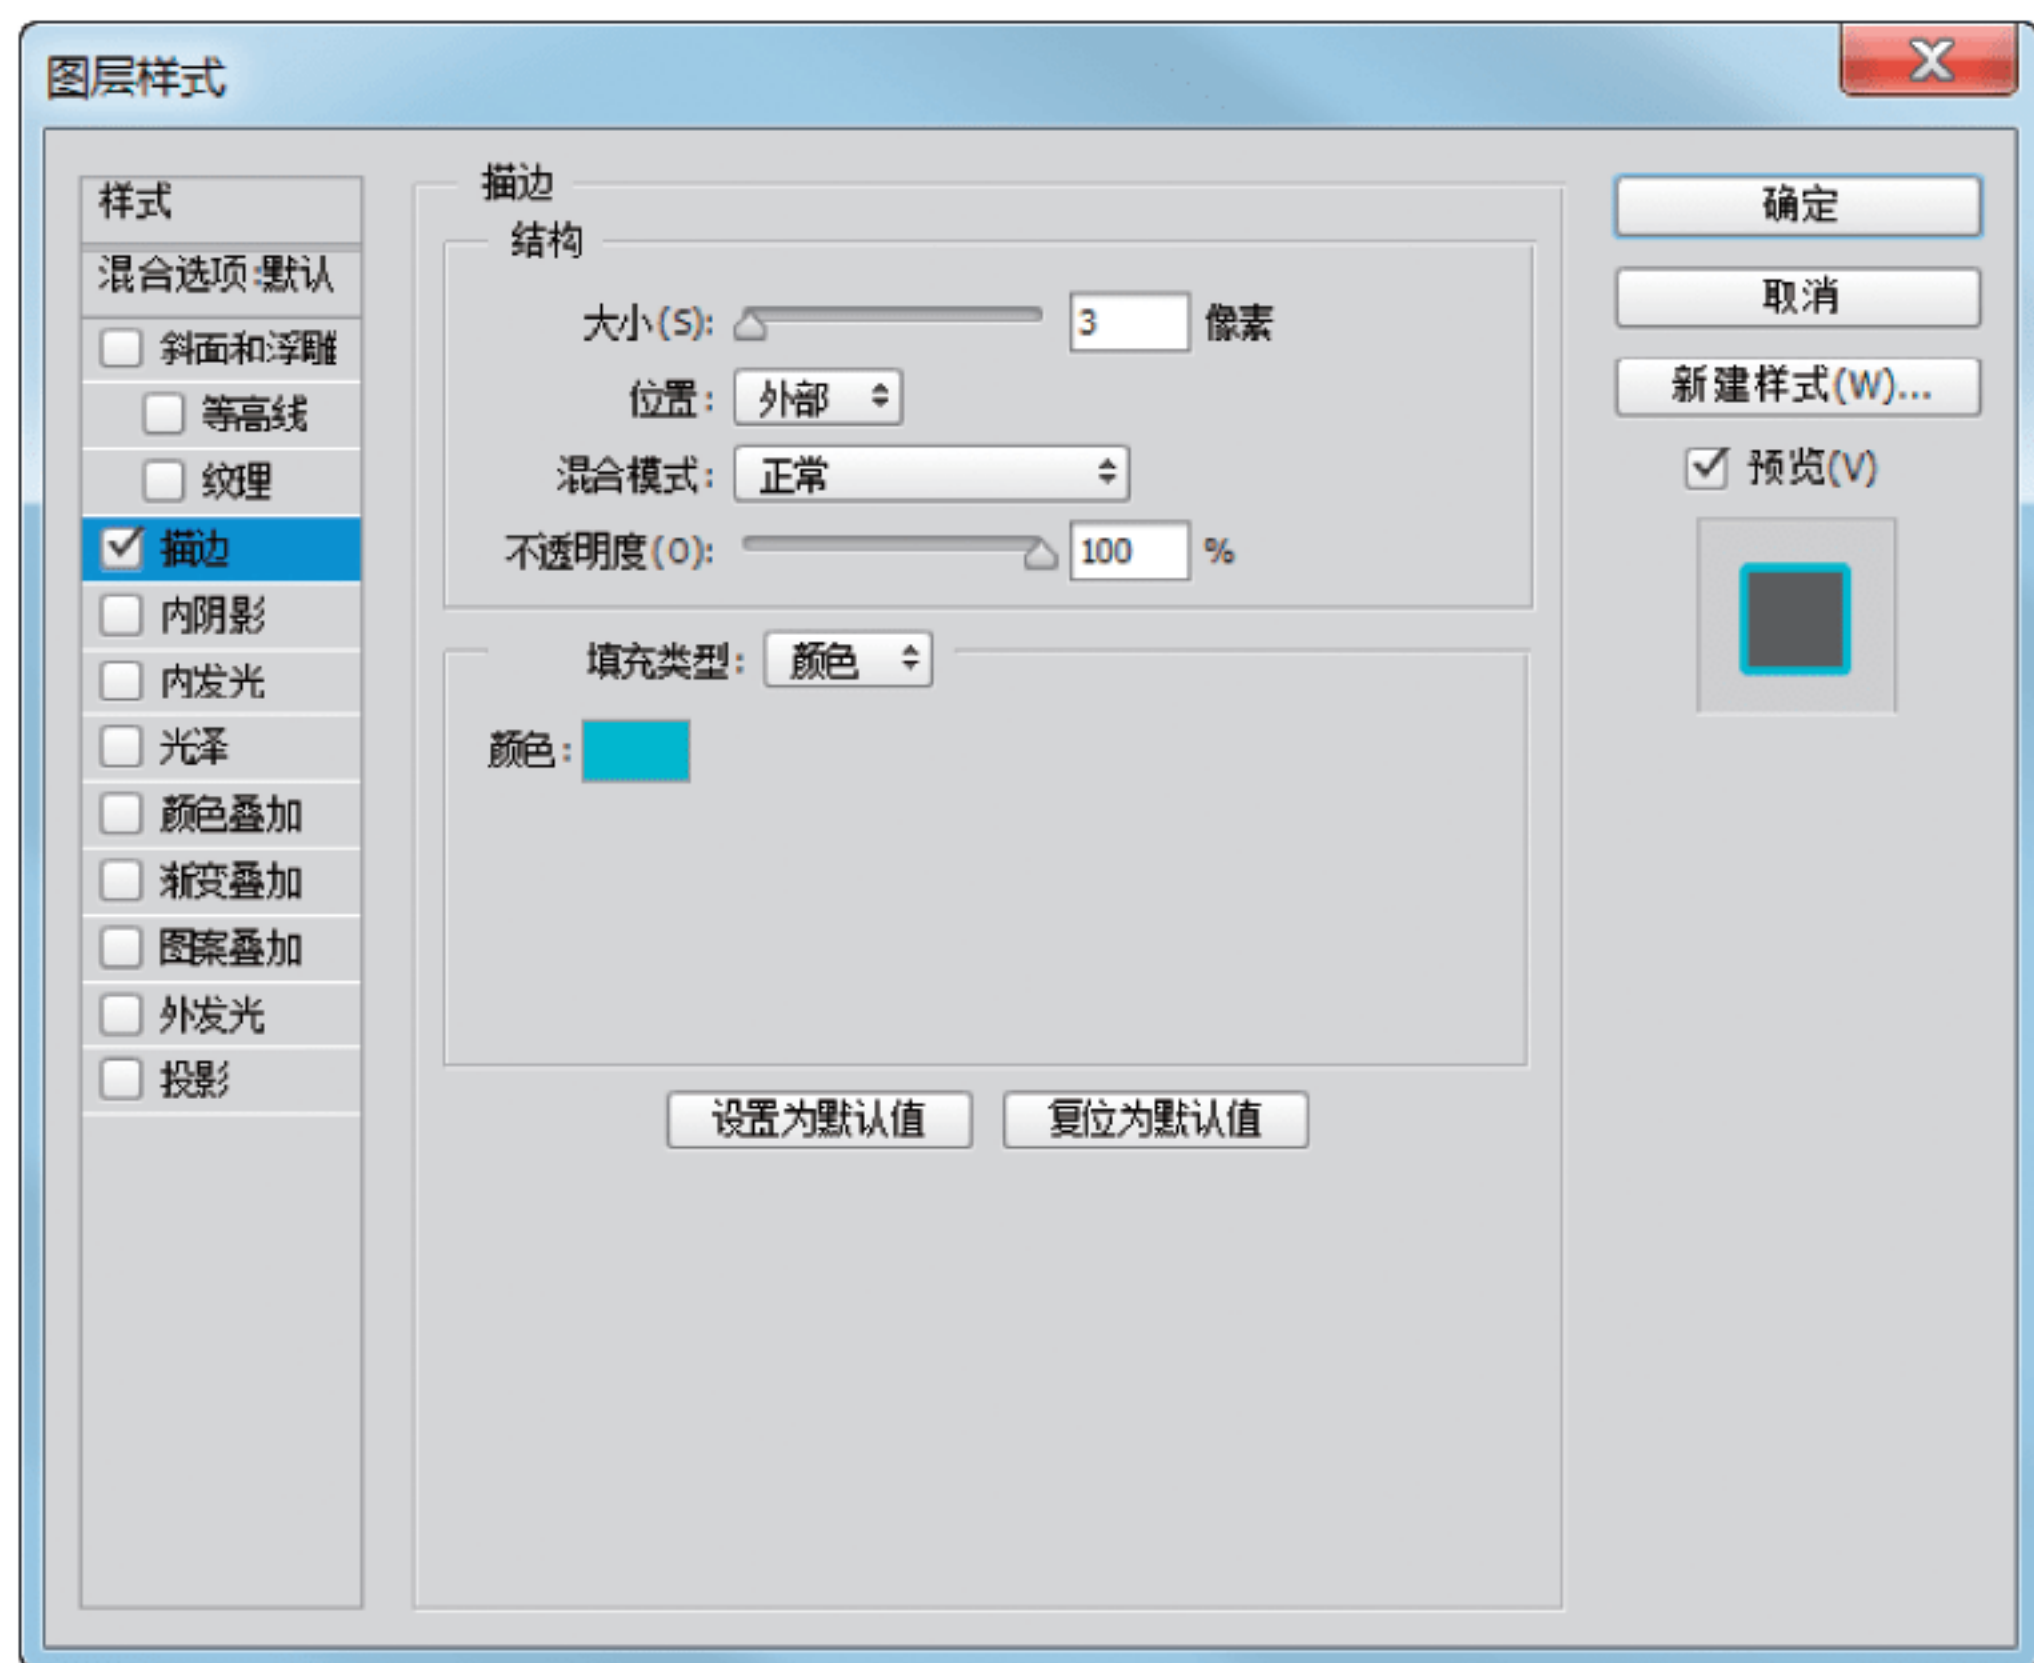 图层样式
样式
混合选项:默认
斜面和浮雕
等高线
纹理
描边
内阴影
内发光
光泽
颜色叠加
渐变叠加
图案叠加
外发光
投影
描边
结构
大小(S): 3 像素
位置: 外部
混合模式: 正常
不透明度(O): 100 %
填充类型: 颜色
颜色:
设置为默认值 复位为默认值
确定
取消
新建样式(W)...
预览(V)